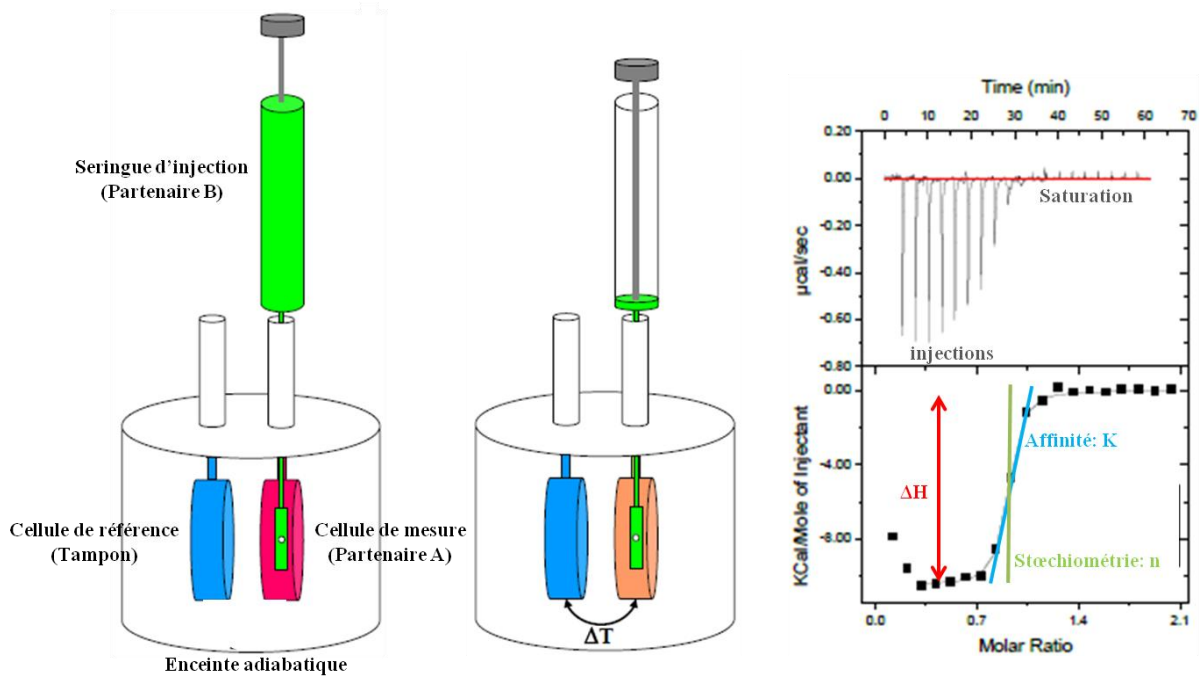 Seringue d'injection
(Partenaire B)
Cellule de référence
(Tampon)
Cellule de mesure
(Partenaire A)
Enceinte adiabatique
ΔT
Time (min)
0 10 20 30 40 50 60 70
0.20
0.00
-0.20
-0.40
-0.60
-0.80
µcal/sec
Saturation
injections
0.00
-4.00
-8.00
KCal/Mole of Injectant
ΔH
Affinité: K
Stœchiométrie: n
0.0 0.7 1.4 2.1
Molar Ratio